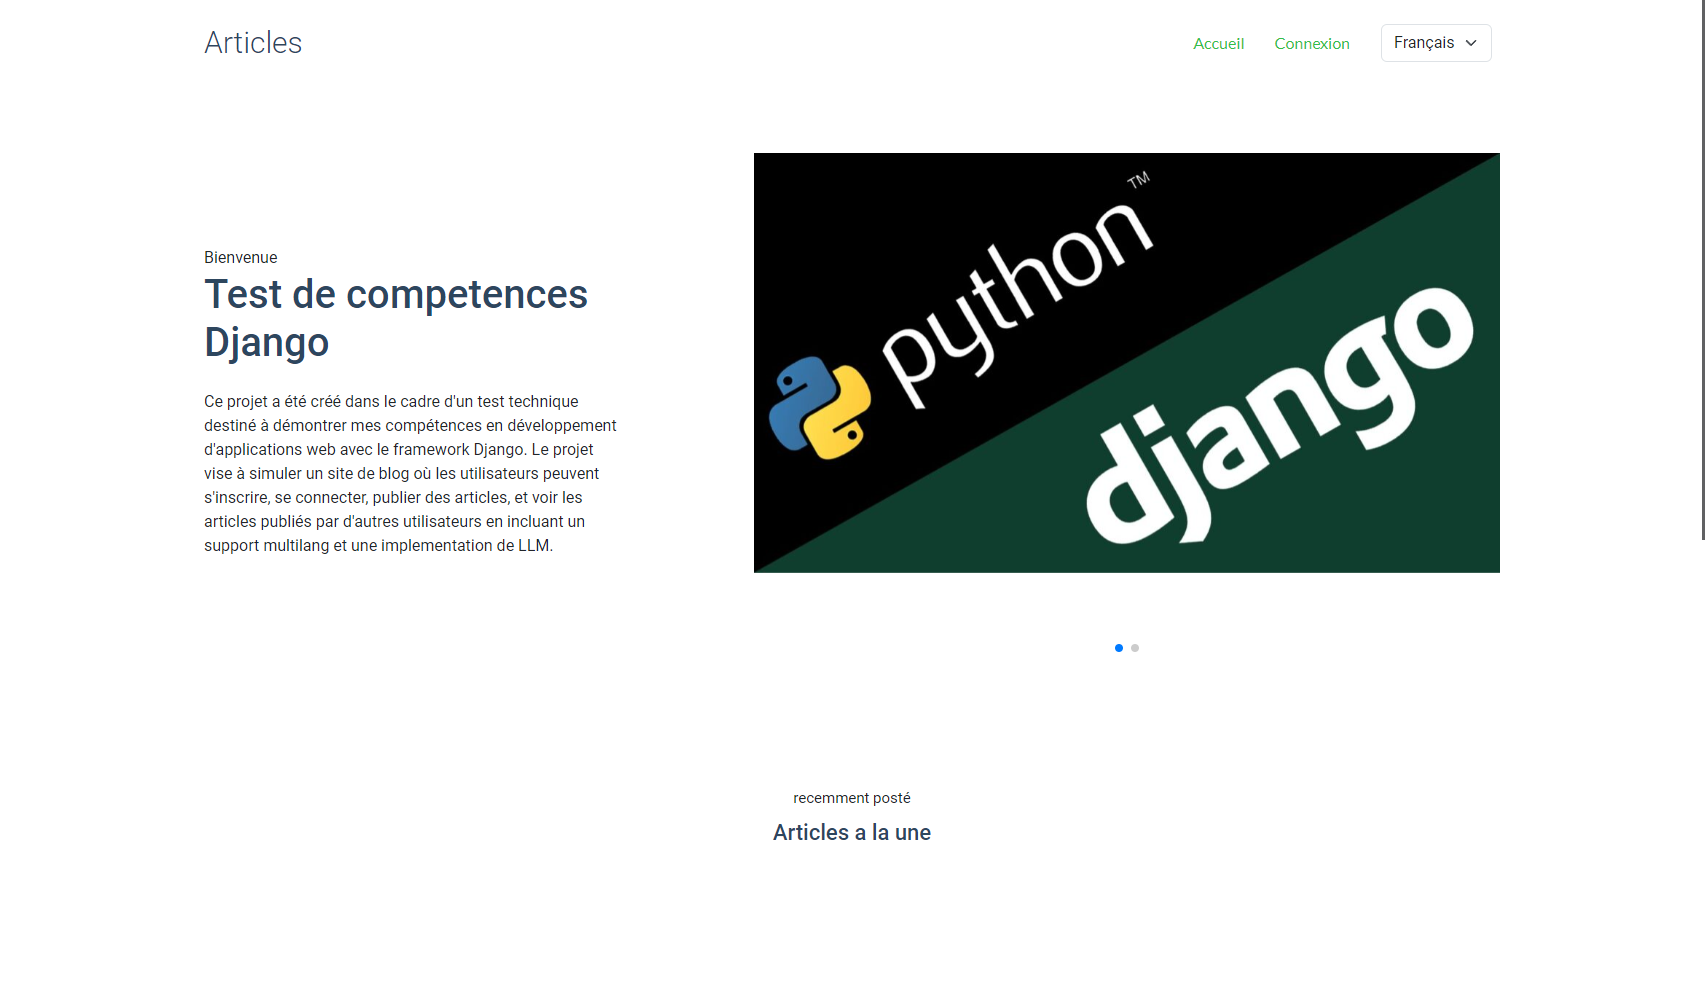 Articles
Accueil
Connexion
Français
Bienvenue
Test de competences
Django
Ce projet a été créé dans le cadre d'un test technique
destiné à démontrer mes compétences en développement
d'applications web avec le framework Django. Le projet
vise à simuler un site de blog où les utilisateurs peuvent
s'inscrire, se connecter, publier des articles, et voir les
articles publiés par d'autres utilisateurs en incluant un
support multilang et une implementation de LLM.
python™
django
recemment posté
Articles a la une